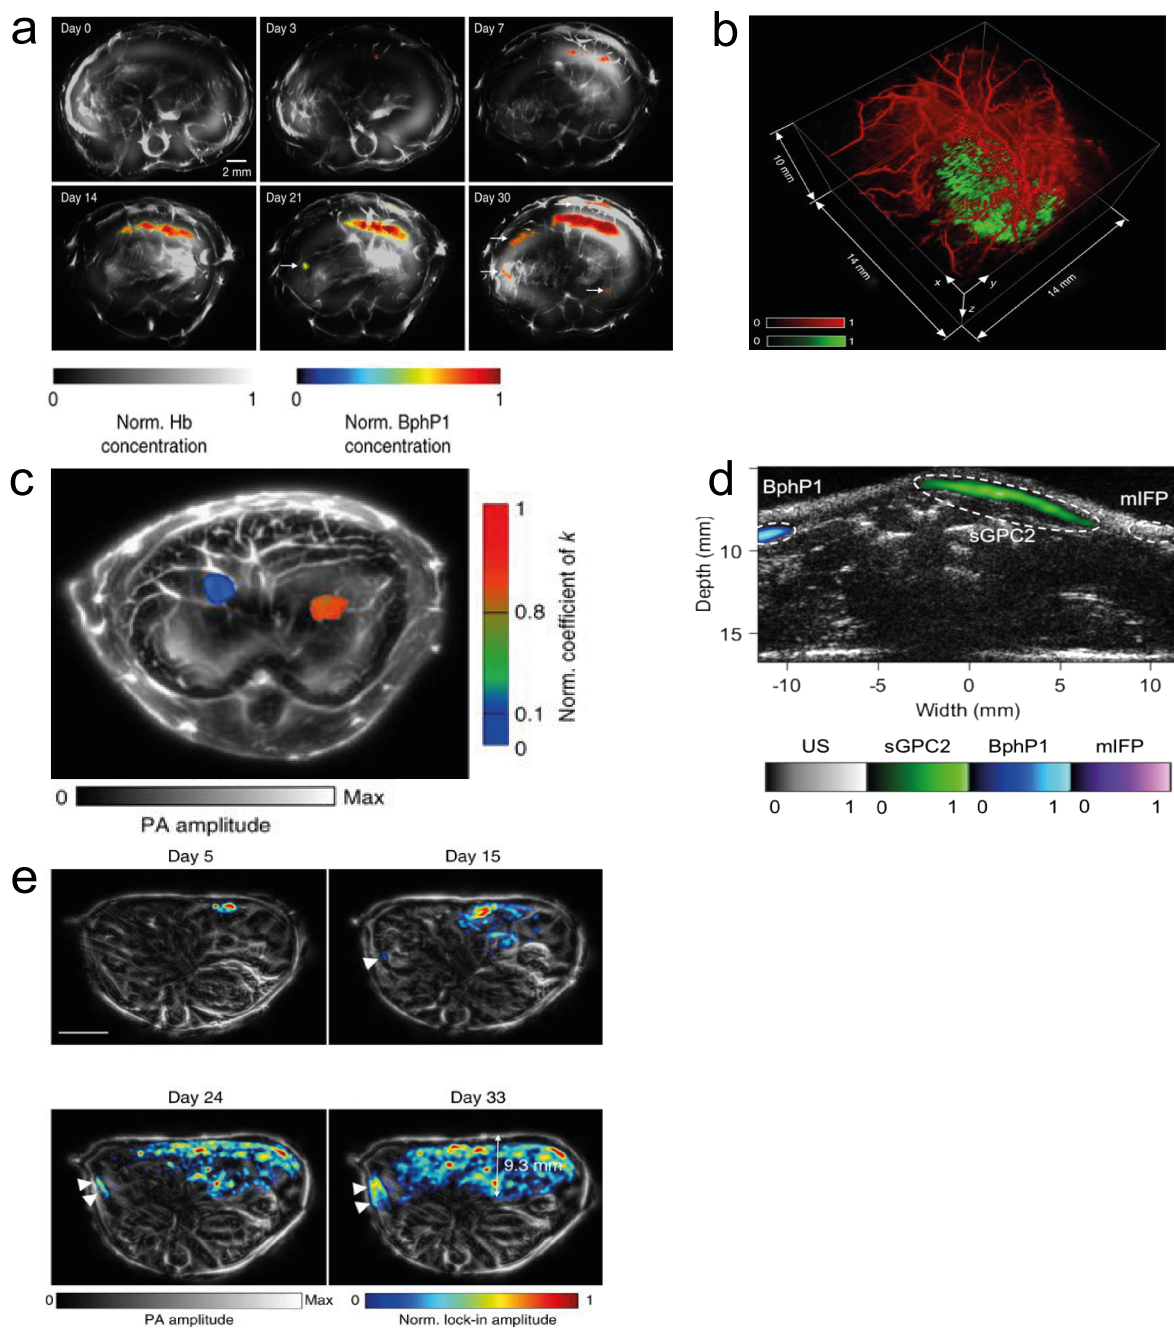 a
Day 0
Day 3
Day 7
2 mm
Day 14
Day 21
Day 30
0 1
Norm. Hb
concentration
0 1
Norm. BphP1
concentration
b
10 mm
14 mm
14 mm
x
y
z
0 1
0 1
c
1
0.8
0.1
0
Norm. coefficient of k
0 Max
PA amplitude
d
BphP1
mIFP
sGPC2
Depth (mm)
10
15
-10 -5 0 5 10
Width (mm)
US sGPC2 BphP1 mIFP
0 1 0 1 0 1 0 1
e
Day 5
Day 15
Day 24
Day 33
9.3 mm
0 Max
PA amplitude
0 1
Norm. lock-in amplitude